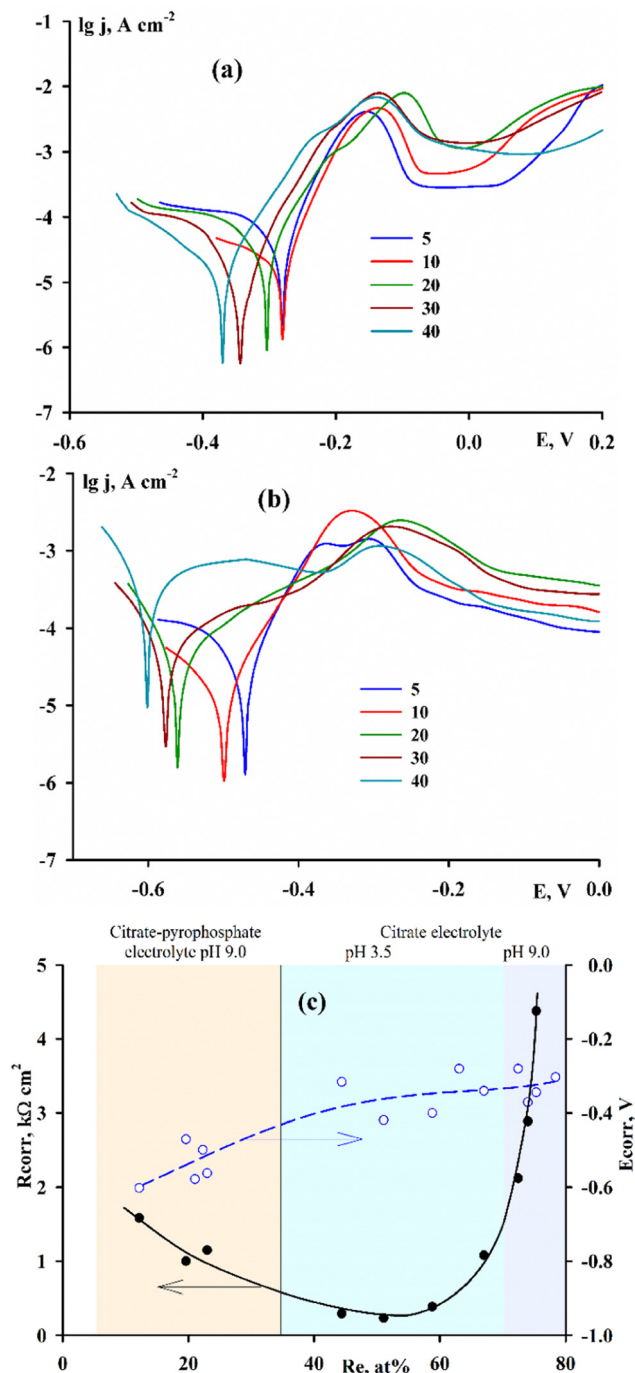 lg j, A cm-2
(a)
-1
-2
-3
-4
-5
-6
-7
5
10
20
30
40
-0.6 -0.4 -0.2 0.0 0.2
E, V
lg j, A cm-2
(b)
-2
-3
-4
-5
-6
-7
5
10
20
30
40
-0.6 -0.4 -0.2 0.0
E, V
Citrate-pyrophosphate
electrolyte pH 9.0
Citrate electrolyte
pH 3.5 pH 9.0
(c)
Rcorr, kΩ cm2
5
4
3
2
1
0
0.0
-0.2
-0.4
-0.6
-0.8
-1.0
Ecorr, V
0 20 40 60 80
Re, at%